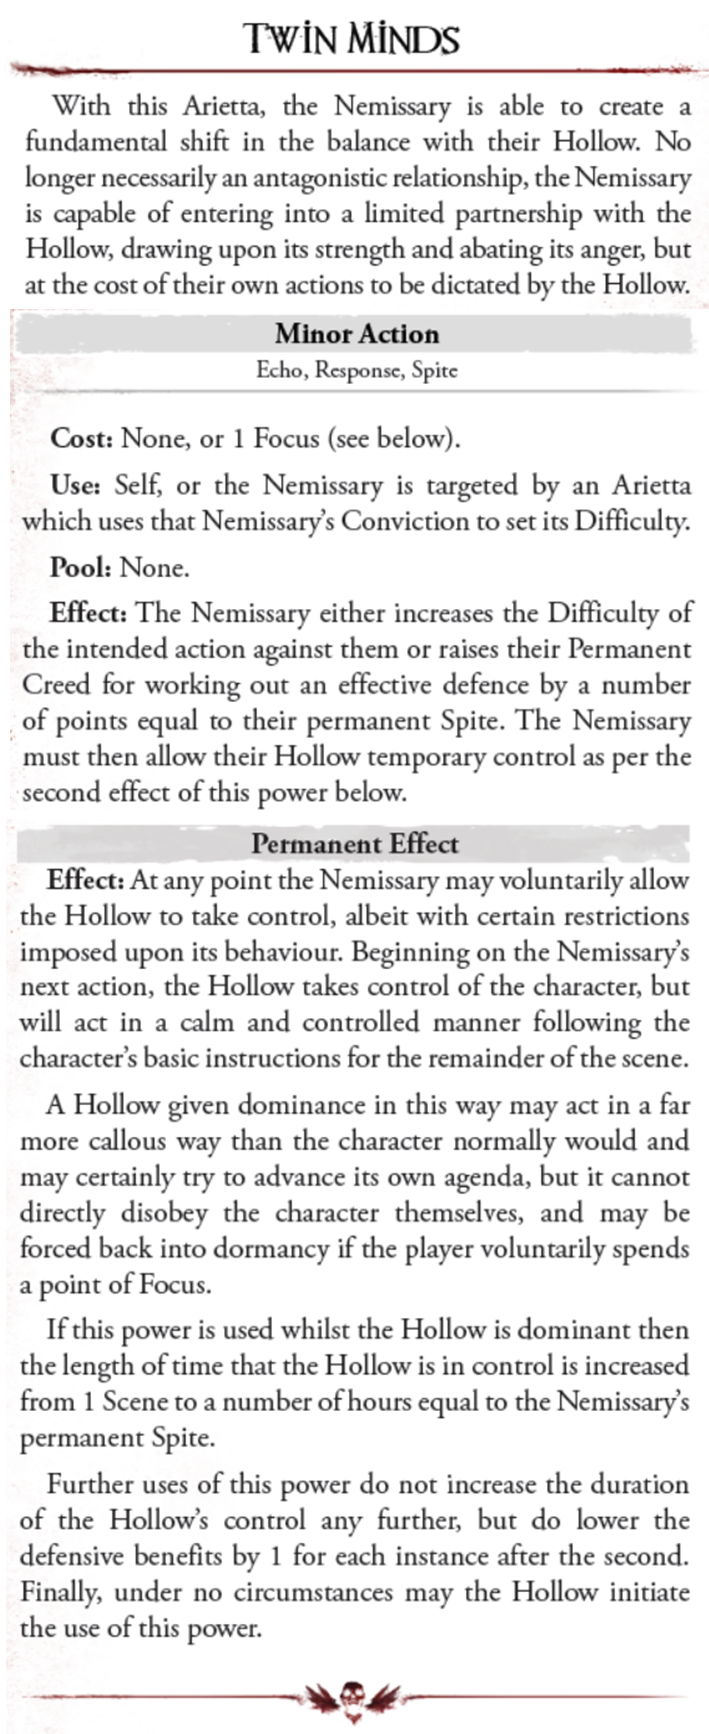 TWIN MINDS
With this Arietta, the Nemissary is able to create a
fundamental shift in the balance with their Hollow. No
longer necessarily an antagonistic relationship, the Nemissary
is capable of entering into a limited partnership with the
Hollow, drawing upon its strength and abating its anger, but
at the cost of their own actions to be dictated by the Hollow.
Minor Action
Echo, Response, Spite
Cost: None, or 1 Focus (see below).
Use: Self, or the Nemissary is targeted by an Arietta
which uses that Nemissary's Conviction to set its Difficulty.
Pool: None.
Effect: The Nemissary either increases the Difficulty of
the intended action against them or raises their Permanent
Creed for working out an effective defence by a number
of points equal to their permanent Spite. The Nemissary
must then allow their Hollow temporary control as per the
second effect of this power below.
Permanent Effect
Effect: At any point the Nemissary may voluntarily allow
the Hollow to take control, albeit with certain restrictions
imposed upon its behaviour. Beginning on the Nemissary's
next action, the Hollow takes control of the character, but
will act in a calm and controlled manner following the
character's basic instructions for the remainder of the scene.
A Hollow given dominance in this way may act in a far
more callous way than the character normally would and
may certainly try to advance its own agenda, but it cannot
directly disobey the character themselves, and may be
forced back into dormancy if the player voluntarily spends
a point of Focus.
If this power is used whilst the Hollow is dominant then
the length of time that the Hollow is in control is increased
from 1 Scene to a number of hours equal to the Nemissary's
permanent Spite.
Further uses of this power do not increase the duration
of the Hollow's control any further, but do lower the
defensive benefits by 1 for each instance after the second.
Finally, under no circumstances may the Hollow initiate
the use of this power.